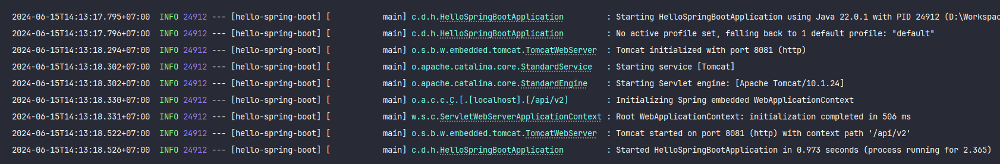 2024-06-15T14:13:17.795+07:00  INFO 24912 --- [hello-spring-boot] [           main] c.d.h.HelloSpringBootApplication         : Starting HelloSpringBootApplication using Java 22.0.1 with PID 24912 (D:\Workspac
2024-06-15T14:13:17.796+07:00  INFO 24912 --- [hello-spring-boot] [           main] c.d.h.HelloSpringBootApplication         : No active profile set, falling back to 1 default profile: "default"
2024-06-15T14:13:18.294+07:00  INFO 24912 --- [hello-spring-boot] [           main] o.s.b.w.embedded.tomcat.TomcatWebServer  : Tomcat initialized with port 8081 (http)
2024-06-15T14:13:18.302+07:00  INFO 24912 --- [hello-spring-boot] [           main] o.apache.catalina.core.StandardService   : Starting service [Tomcat]
2024-06-15T14:13:18.302+07:00  INFO 24912 --- [hello-spring-boot] [           main] o.apache.catalina.core.StandardEngine    : Starting Servlet engine: [Apache Tomcat/10.1.24]
2024-06-15T14:13:18.330+07:00  INFO 24912 --- [hello-spring-boot] [           main] o.a.c.c.C.[.[localhost].[/api/v2]        : Initializing Spring embedded WebApplicationContext
2024-06-15T14:13:18.331+07:00  INFO 24912 --- [hello-spring-boot] [           main] w.s.c.ServletWebServerApplicationContext : Root WebApplicationContext: initialization completed in 506 ms
2024-06-15T14:13:18.522+07:00  INFO 24912 --- [hello-spring-boot] [           main] o.s.b.w.embedded.tomcat.TomcatWebServer  : Tomcat started on port 8081 (http) with context path '/api/v2'
2024-06-15T14:13:18.526+07:00  INFO 24912 --- [hello-spring-boot] [           main] c.d.h.HelloSpringBootApplication         : Started HelloSpringBootApplication in 0.973 seconds (process running for 2.365)